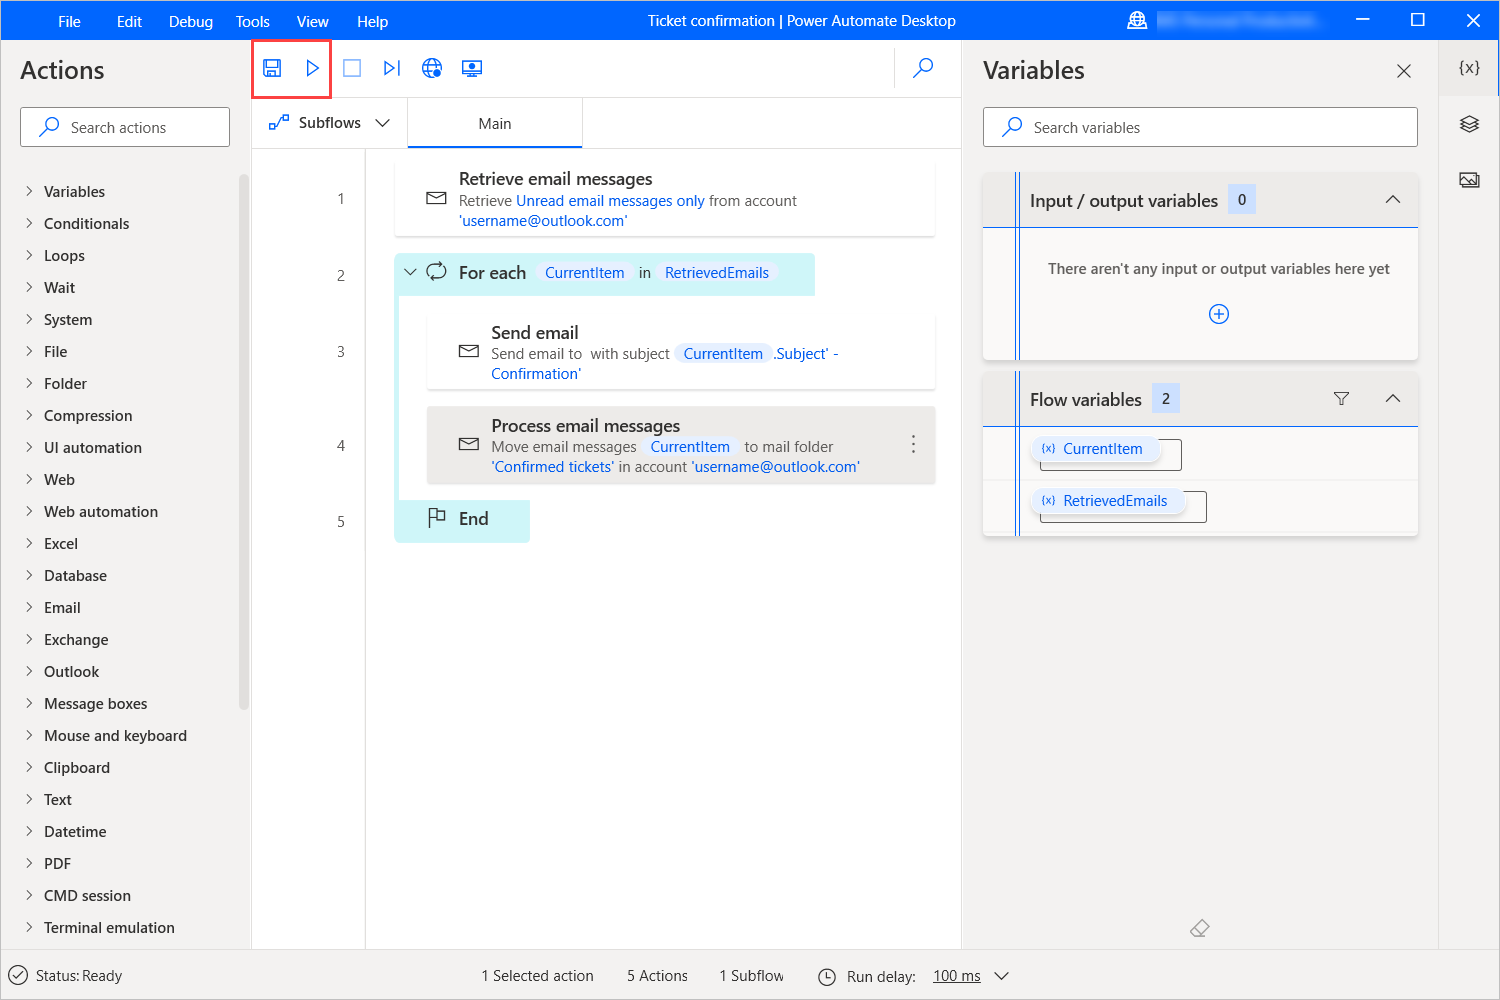 File Edit Debug Tools View Help Ticket confirmation | Power Automate Desktop
Actions
Search actions
Variables
Conditionals
Loops
Wait
System
File
Folder
Compression
UI automation
Web
Web automation
Excel
Database
Email
Exchange
Outlook
Message boxes
Mouse and keyboard
Clipboard
Text
Datetime
PDF
CMD session
Terminal emulation
Subflows Main
1 Retrieve email messages
Retrieve Unread email messages only from account
'username@outlook.com'
2 For each CurrentItem in RetrievedEmails
3 Send email
Send email to with subject CurrentItem .Subject' -
Confirmation'
4 Process email messages
Move email messages CurrentItem to mail folder
'Confirmed tickets' in account 'username@outlook.com'
5 End
Variables {x}
Search variables
Input / output variables 0
There aren't any input or output variables here yet
Flow variables 2
{x} CurrentItem
{x} RetrievedEmails
Status: Ready 1 Selected action 5 Actions 1 Subflow Run delay: 100 ms